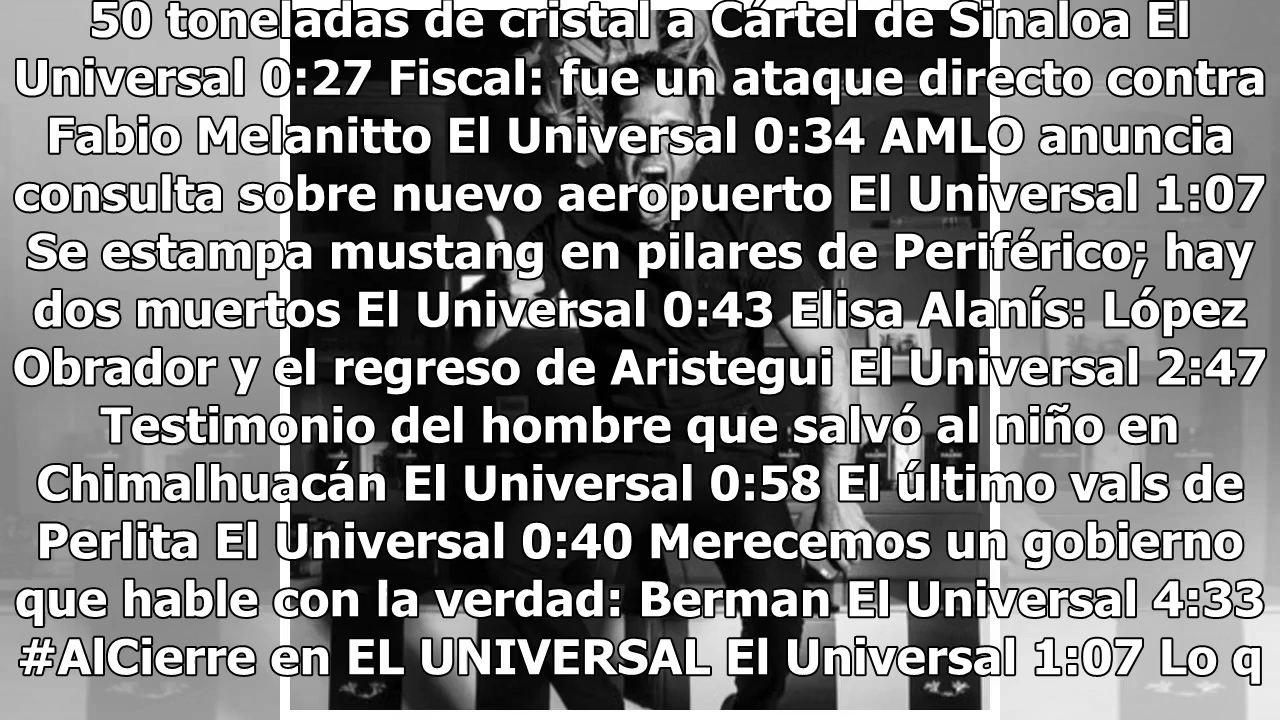 50 toneladas de cristal a Cártel de Sinaloa El
Universal 0:27 Fiscal: fue un ataque directo contra
Fabio Melanitto El Universal 0:34 AMLO anuncia
consulta sobre nuevo aeropuerto El Universal 1:07
Se estampa mustang en pilares de Periférico; hay
dos muertos El Universal 0:43 Elisa Alanís: López
Obrador y el regreso de Aristegui El Universal 2:47
Testimonio del hombre que salvó al niño en
Chimalhuacán El Universal 0:58 El último vals de
Perlita El Universal 0:40 Merecemos un gobierno
que hable con la verdad: Berman El Universal 4:33
#AlCierre en EL UNIVERSAL El Universal 1:07 Lo q